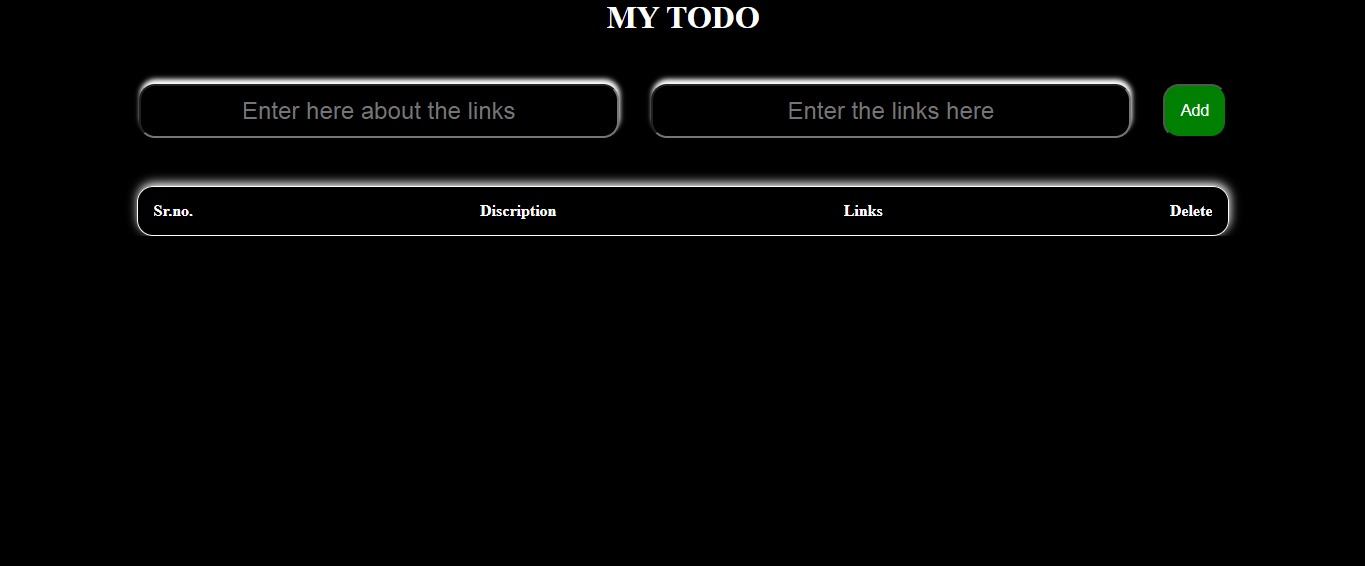 MY TODO
Enter here about the links Enter the links here Add
Sr.no. Discription Links Delete